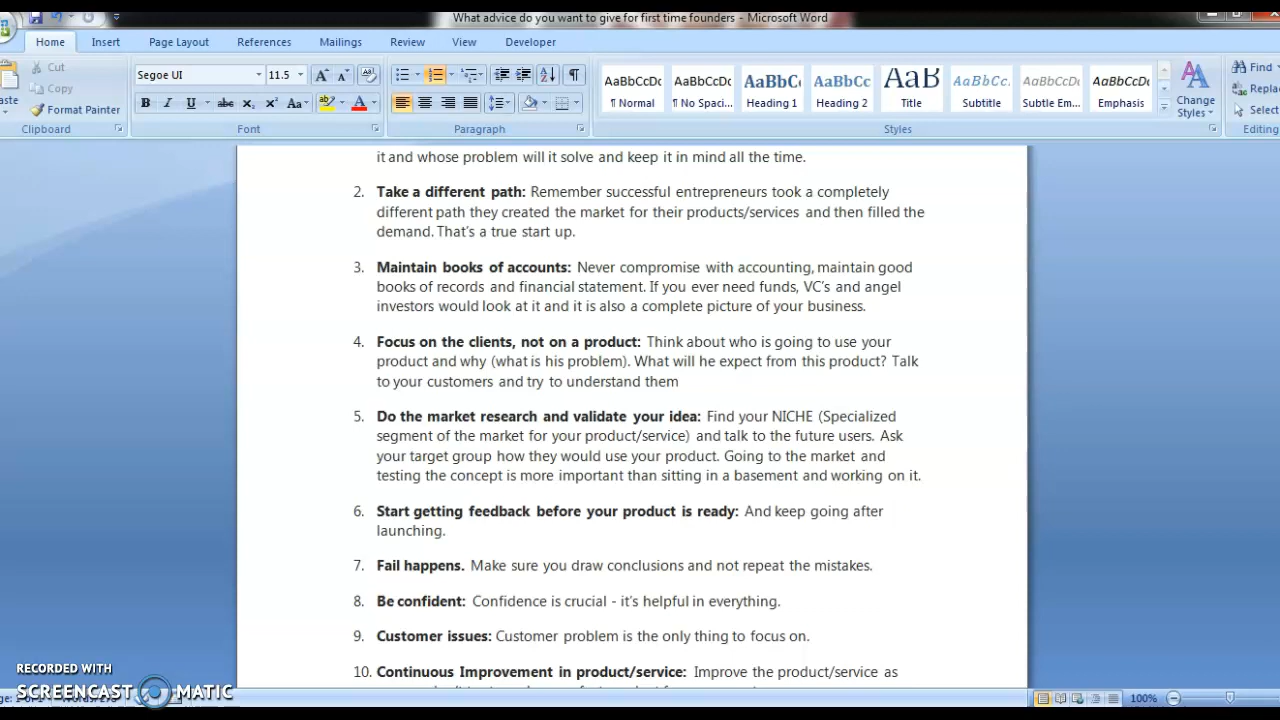 What advice do you want to give for first time founders - Microsoft Word
Home Insert Page Layout References Mailings Review View Developer
Cut
Copy
Format Painter
Clipboard
Segoe UI 11.5
Font
Paragraph
AaBbCcDc AaBbCcDc AaBbCc AaBbCc AaB AaBbCc. AaBbCcDc AaBbCcDc
¶ Normal ¶ No Spaci... Heading 1 Heading 2 Title Subtitle Subtle Em... Emphasis
Change
Styles
Styles
Find
Select
Editing
it and whose problem will it solve and keep it in mind all the time.
2. Take a different path: Remember successful entrepreneurs took a completely
different path they created the market for their products/services and then filled the
demand. That's a true start up.
3. Maintain books of accounts: Never compromise with accounting, maintain good
books of records and financial statement. If you ever need funds, VC's and angel
investors would look at it and it is also a complete picture of your business.
4. Focus on the clients, not on a product: Think about who is going to use your
product and why (what is his problem). What will he expect from this product? Talk
to your customers and try to understand them
5. Do the market research and validate your idea: Find your NICHE (Specialized
segment of the market for your product/service) and talk to the future users. Ask
your target group how they would use your product. Going to the market and
testing the concept is more important than sitting in a basement and working on it.
6. Start getting feedback before your product is ready: And keep going after
launching.
7. Fail happens. Make sure you draw conclusions and not repeat the mistakes.
8. Be confident: Confidence is crucial - it's helpful in everything.
9. Customer issues: Customer problem is the only thing to focus on.
10. Continuous Improvement in product/service: Improve the product/service as
RECORDED WITH
SCREENCAST MATIC
100%